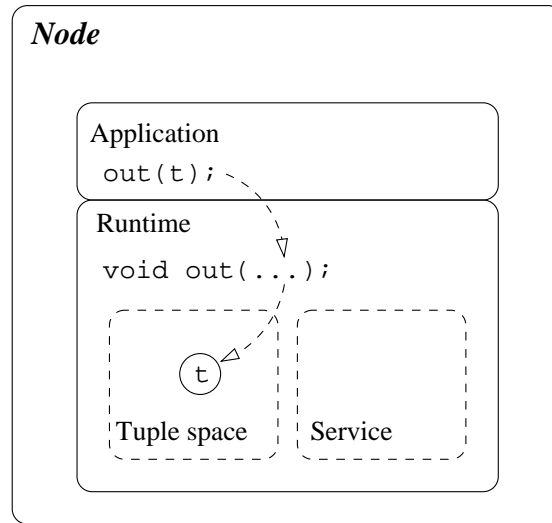 Node
Application
out(t);
Runtime
void out(...);
t
Tuple space
Service